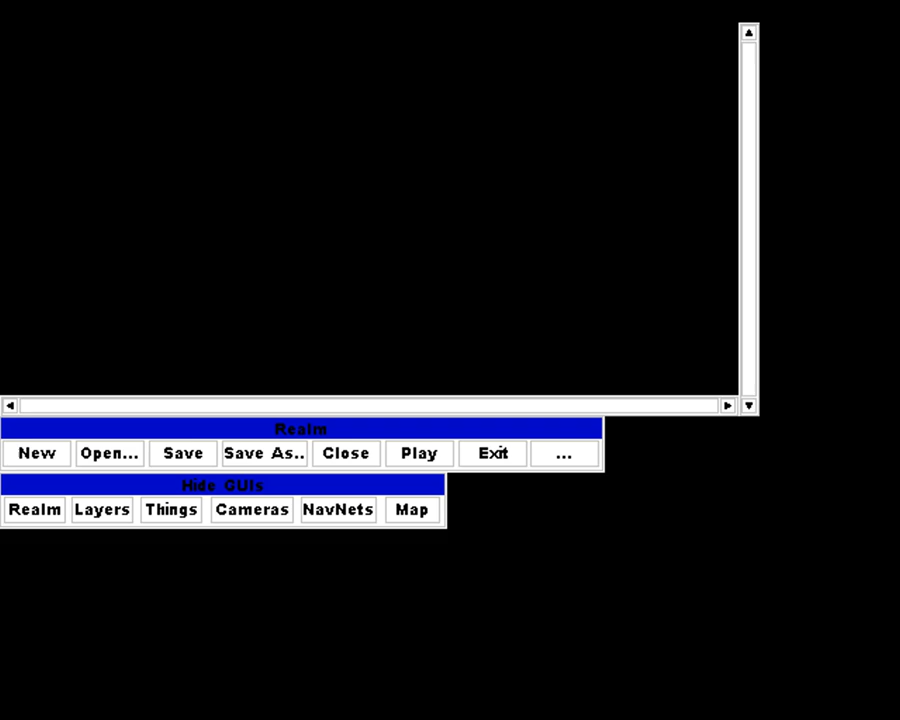 Realm
New Open... Save Save As.. Close Play Exit ...
Hide GUIs
Realm Layers Things Cameras NavNets Map